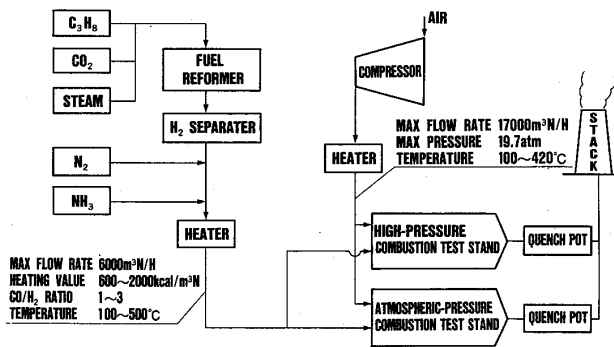 C₃H₈
CO₂
STEAM
FUEL
REFORMER
H₂ SEPARATER
N₂
NH₃
HEATER
MAX FLOW RATE 6000m³N/H
HEATING VALUE 600～2000kcal/m³N
CO/H₂ RATIO 1～3
TEMPERATURE 100～500°C
AIR
COMPRESSOR
HEATER
MAX FLOW RATE 17000m³N/H
MAX PRESSURE 19.7atm
TEMPERATURE 100～420°C
STACK
HIGH-PRESSURE
COMBUSTION TEST STAND
QUENCH POT
ATMOSPHERIC-PRESSURE
COMBUSTION TEST STAND
QUENCH POT